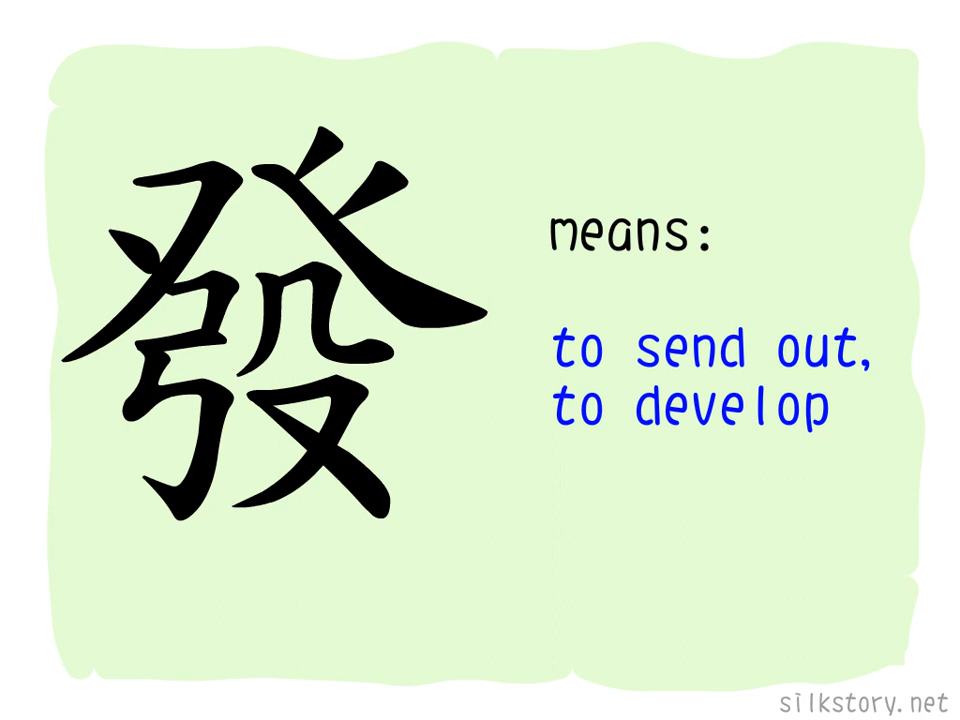 發
means:
to send out,
to develop
silkstory.net